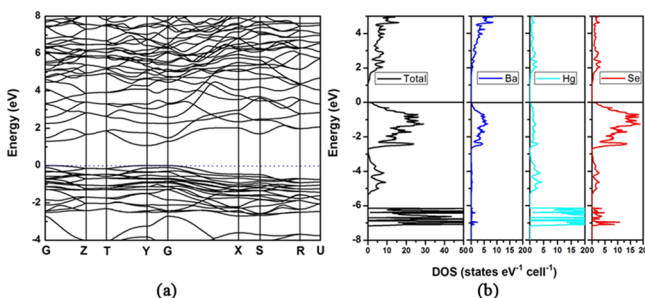 (a)
8
6
4
2
0
-2
-4
Energy (eV)
G Z T Y G X S R U
(a)
(b)
4
2
0
-2
-4
-6
-8
Energy (eV)
Total
Ba
Hg
Se
0 10 20 30 40 50 0 5 10 15 20 0 5 10 15 20 0 5 10 15 20
DOS (states eV⁻¹ cell⁻¹)
(b)